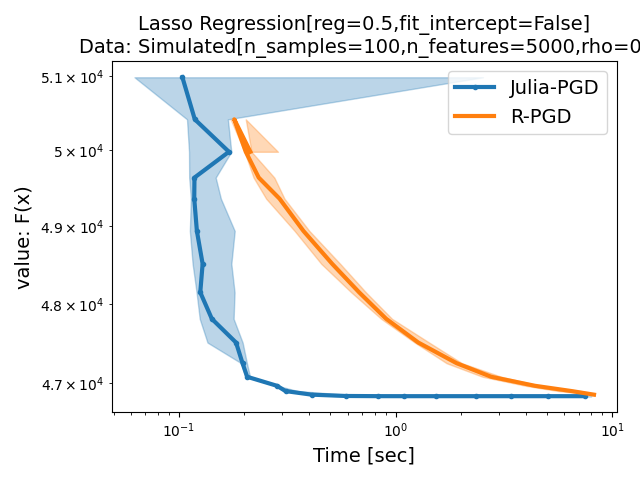 Lasso Regression[reg=0.5,fit_intercept=False]
Data: Simulated[n_samples=100,n_features=5000,rho=0
Julia-PGD
R-PGD
value: F(x)
5.1 × 10⁴
5 × 10⁴
4.9 × 10⁴
4.8 × 10⁴
4.7 × 10⁴
10⁻¹
10⁰
10¹
Time [sec]